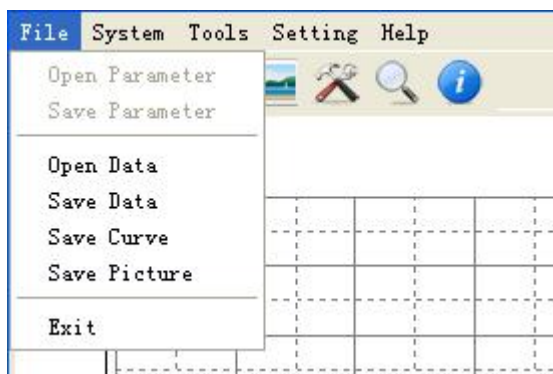 File System Tools Setting Help
Open Parameter
Save Parameter
Open Data
Save Data
Save Curve
Save Picture
Exit